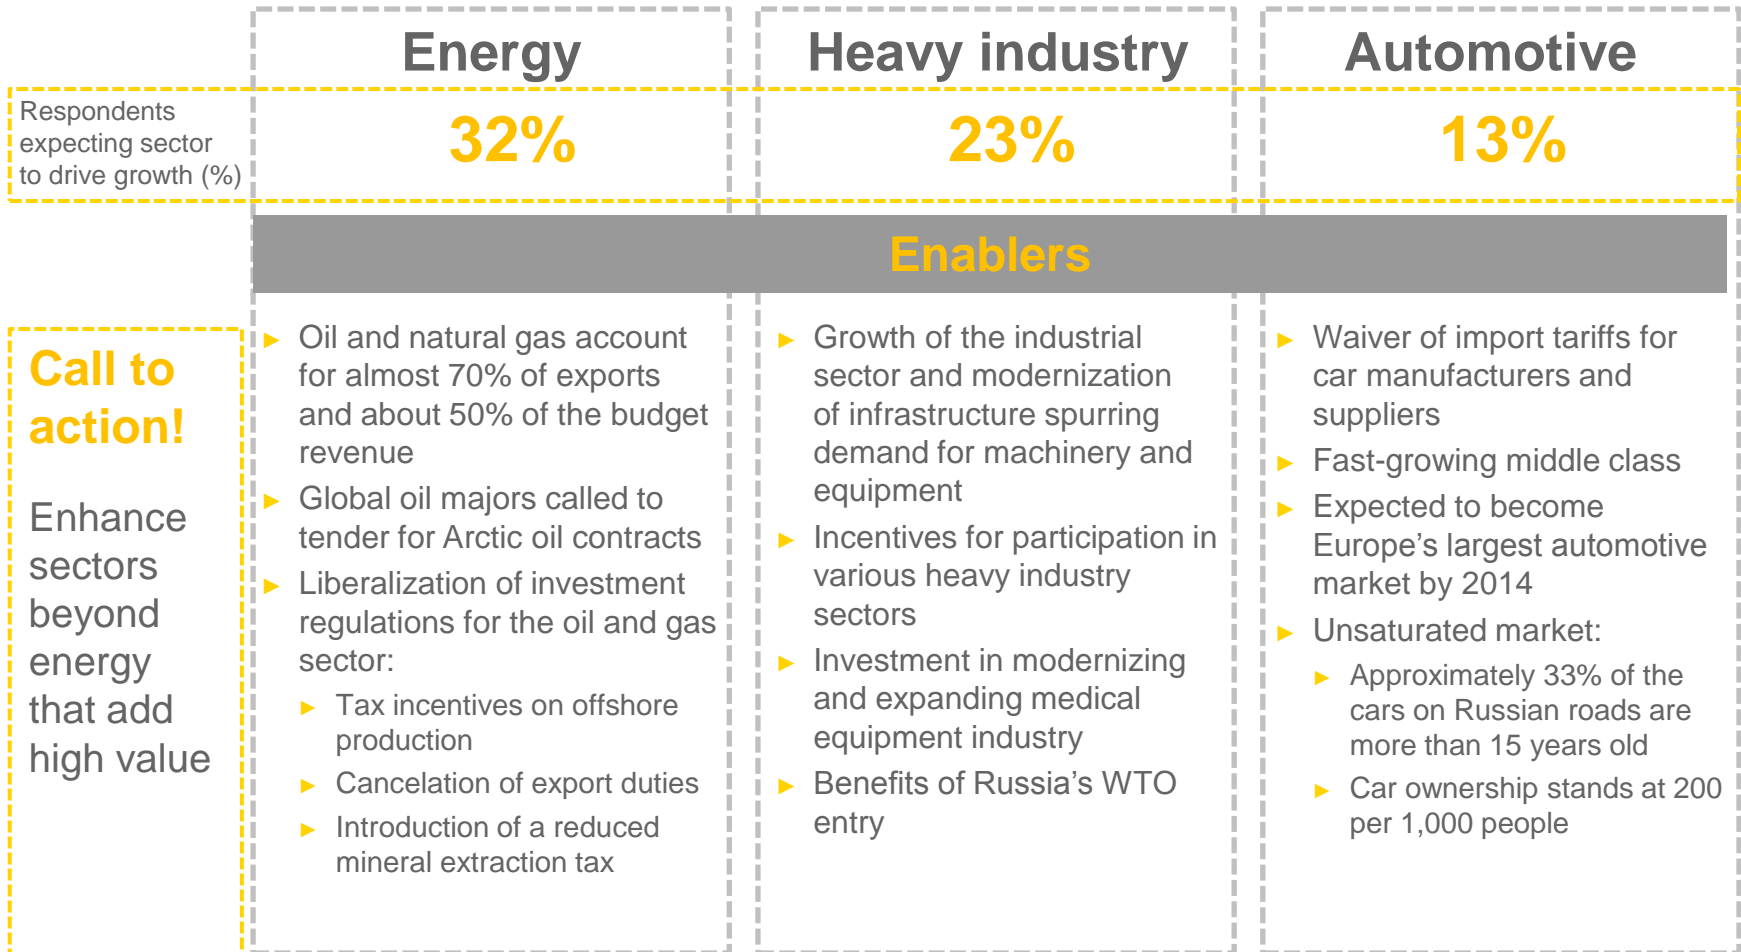 Energy
Heavy industry
Automotive
Respondents
expecting sector
to drive growth (%)
32%
23%
13%
Enablers
Call to
action!
Enhance
sectors
beyond
energy
that add
high value
► Oil and natural gas account
for almost 70% of exports
and about 50% of the budget
revenue
► Global oil majors called to
tender for Arctic oil contracts
► Liberalization of investment
regulations for the oil and gas
sector:
► Tax incentives on offshore
production
► Cancelation of export duties
► Introduction of a reduced
mineral extraction tax
► Growth of the industrial
sector and modernization
of infrastructure spurring
demand for machinery and
equipment
► Incentives for participation in
various heavy industry
sectors
► Investment in modernizing
and expanding medical
equipment industry
► Benefits of Russia’s WTO
entry
► Waiver of import tariffs for
car manufacturers and
suppliers
► Fast-growing middle class
► Expected to become
Europe’s largest automotive
market by 2014
► Unsaturated market:
► Approximately 33% of the
cars on Russian roads are
more than 15 years old
► Car ownership stands at 200
per 1,000 people